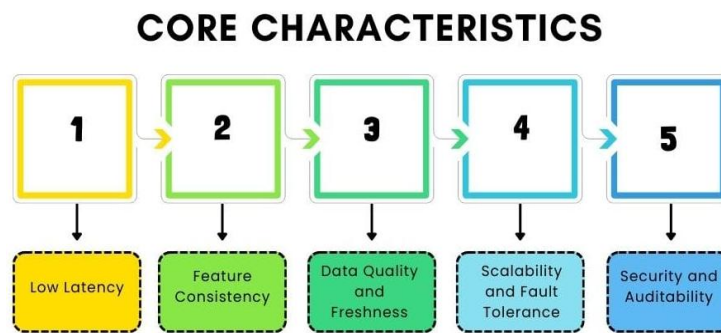 CORE CHARACTERISTICS
1
2
3
4
5
Low Latency
Feature
Consistency
Data Quality
and
Freshness
Scalability
and Fault
Tolerance
Security and
Auditability